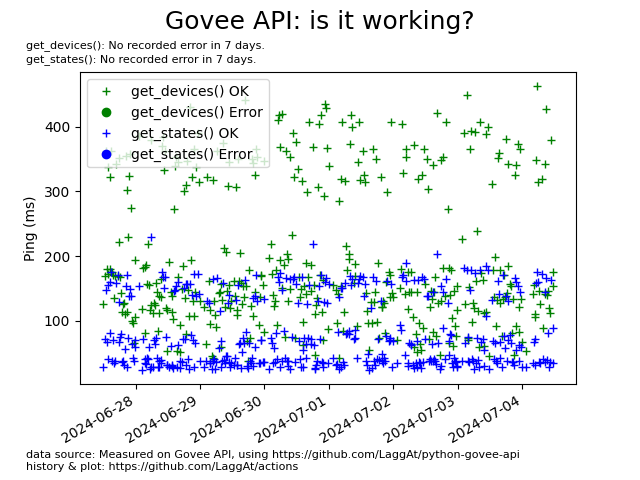 Govee API: is it working?
get_devices(): No recorded error in 7 days.
get_states(): No recorded error in 7 days.
get_devices() OK
get_devices() Error
get_states() OK
get_states() Error
Ping (ms)
400
300
200
100
2024-06-28
2024-06-29
2024-06-30
2024-07-01
2024-07-02
2024-07-03
2024-07-04
data source: Measured on Govee API, using https://github.com/LaggAt/python-govee-api
history & plot: https://github.com/LaggAt/actions